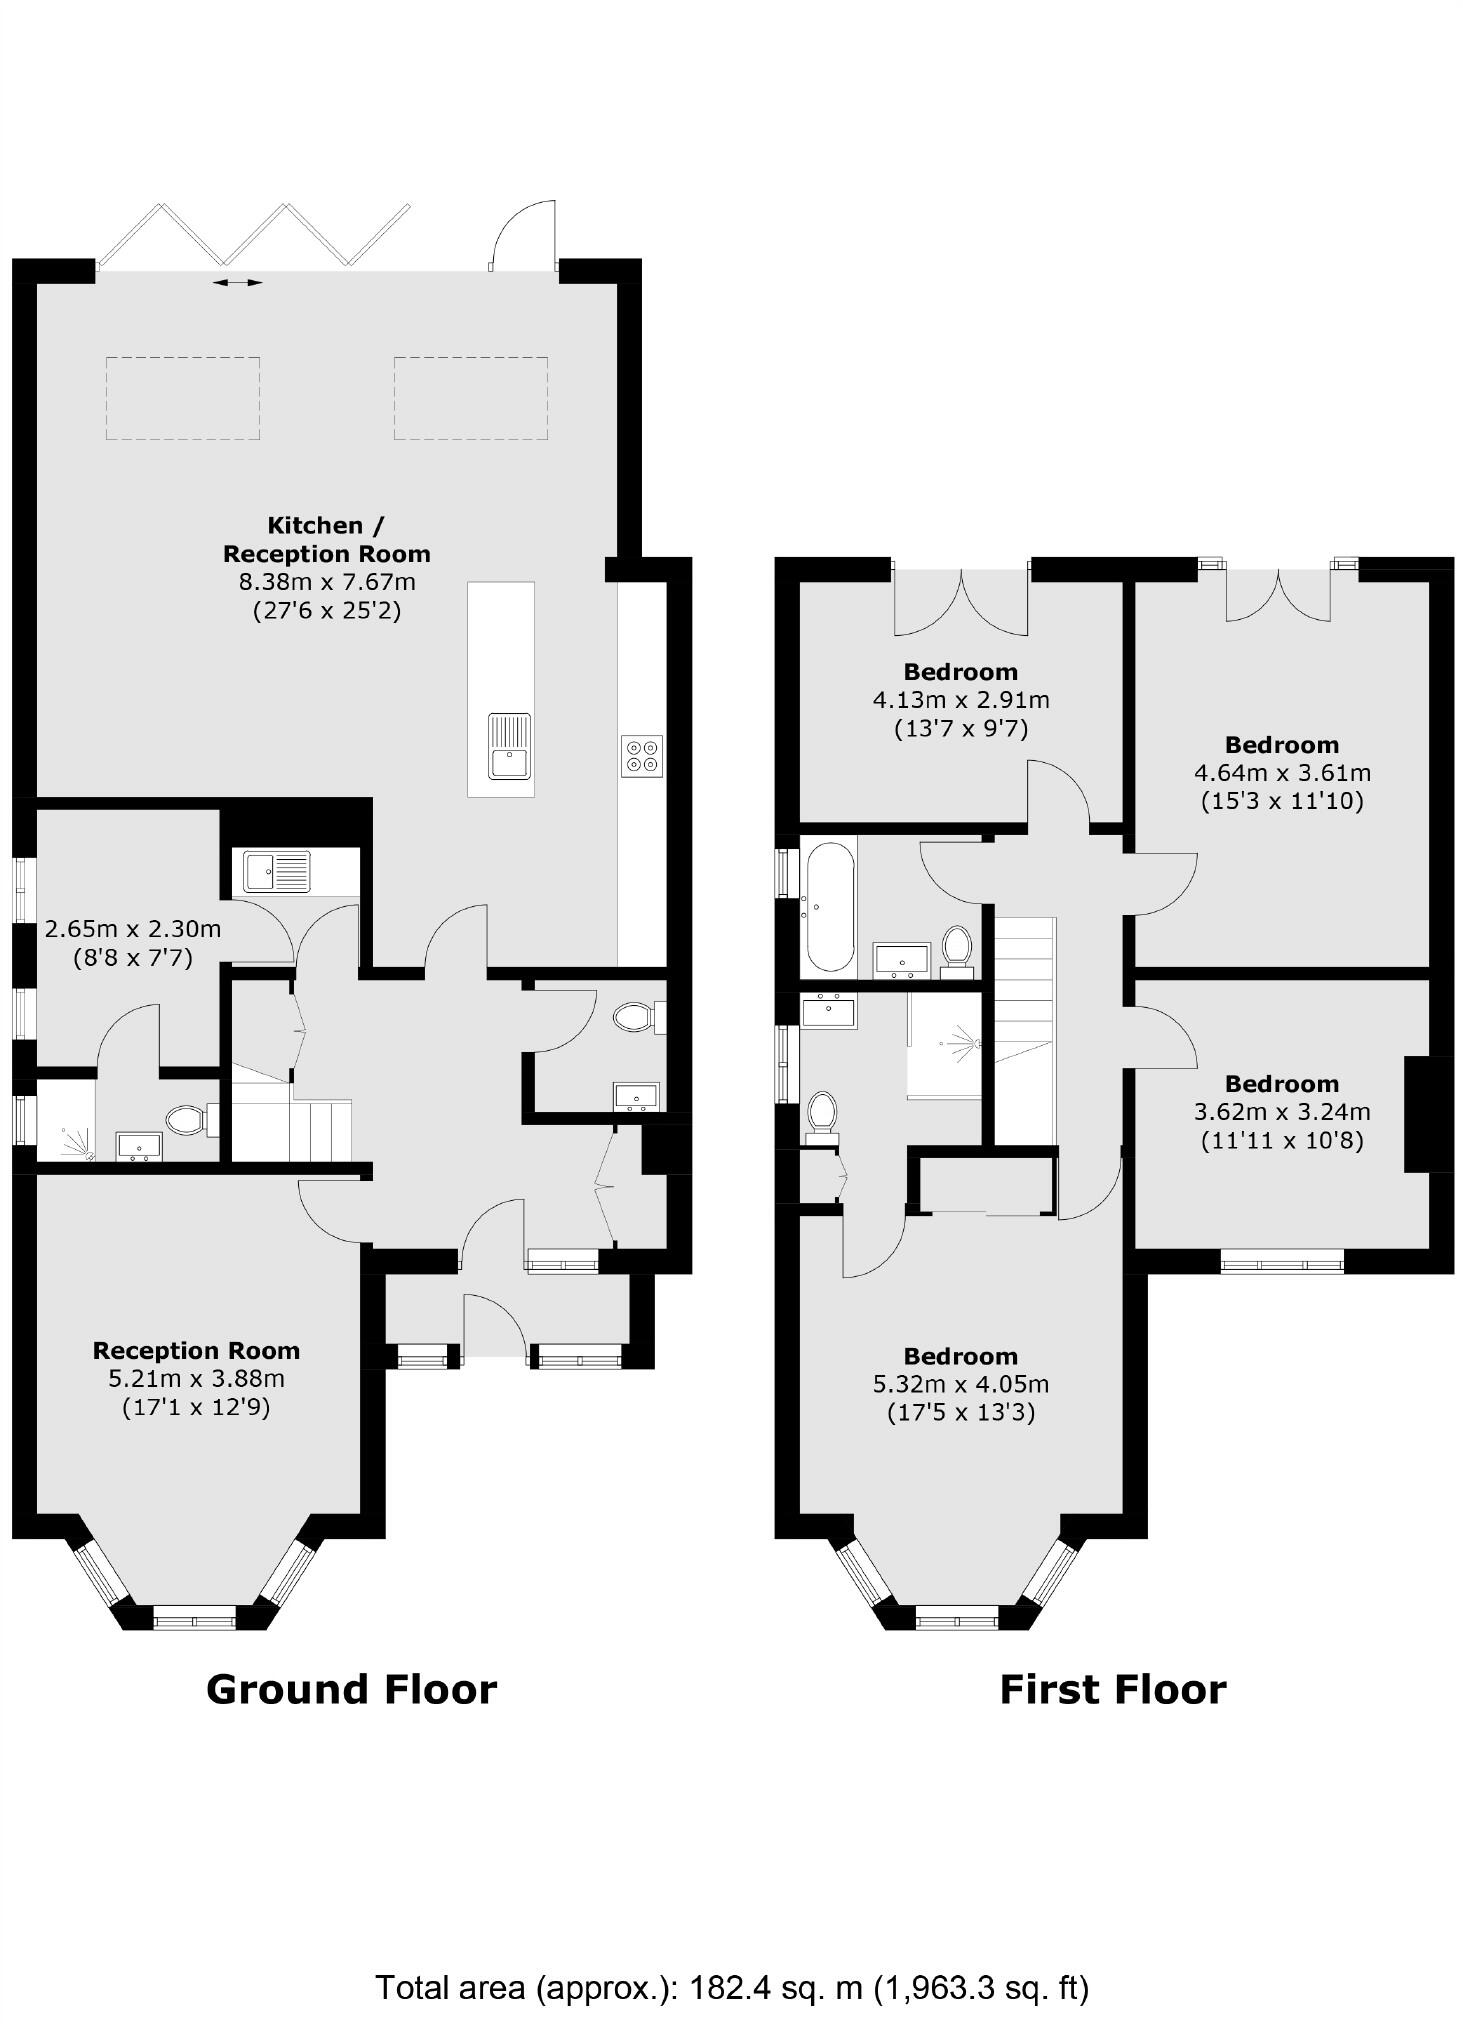 Kitchen /
Reception Room
8.38m x 7.67m
(27'6 x 25'2)
2.65m x 2.30m
(8'8 x 7'7)
Reception Room
5.21m x 3.88m
(17'1 x 12'9)
Ground Floor
Bedroom
4.13m x 2.91m
(13'7 x 9'7)
Bedroom
4.64m x 3.61m
(15'3 x 11'10)
Bedroom
3.62m x 3.24m
(11'11 x 10'8)
Bedroom
5.32m x 4.05m
(17'5 x 13'3)
First Floor
Total area (approx.): 182.4 sq. m (1,963.3 sq. ft)